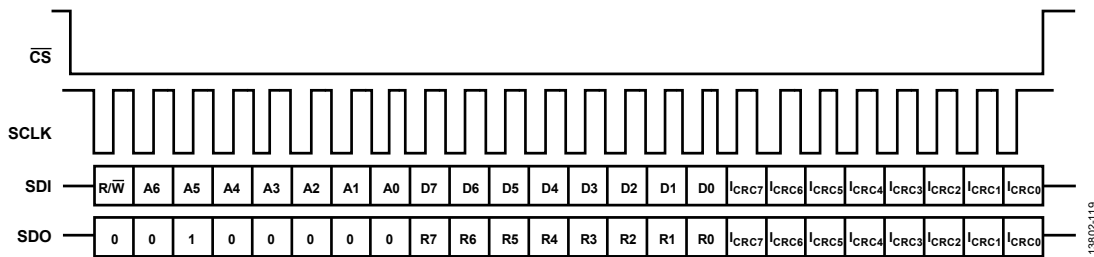 CS
SCLK
SDI R/W A6 A5 A4 A3 A2 A1 A0 D7 D6 D5 D4 D3 D2 D1 D0 ICRC7 ICRC6 ICRC5 ICRC4 ICRC3 ICRC2 ICRC1 ICRC0
SDO 0 0 1 0 0 0 0 0 R7 R6 R5 R4 R3 R2 R1 R0 ICRC7 ICRC6 ICRC5 ICRC4 ICRC3 ICRC2 ICRC1 ICRC0
13802-119